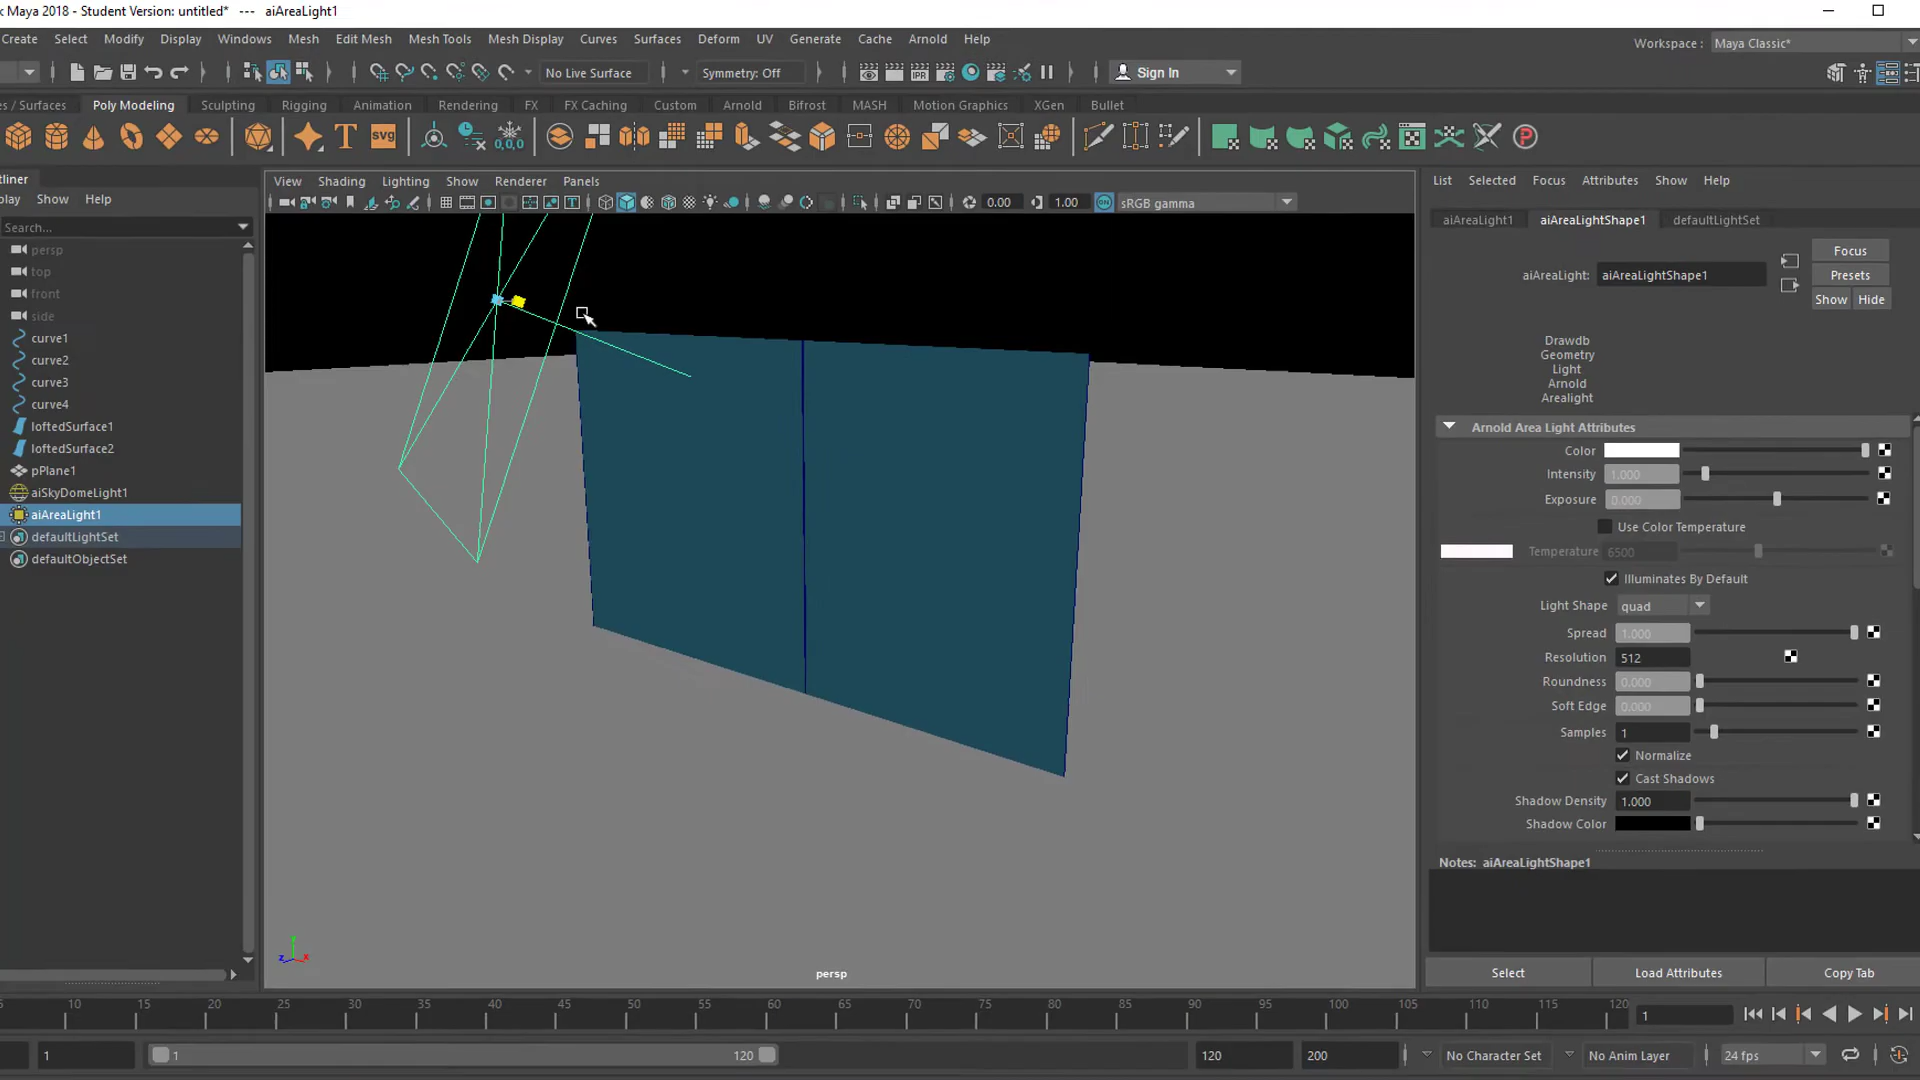 k Maya 2018 - Student Version: untitled* --- aiAreaLight1
Create Select Modify Display Windows Mesh Edit Mesh Mesh Tools Mesh Display Curves Surfaces Deform UV Generate Cache Arnold Help
Workspace : Maya Classic*
No Live Surface Symmetry: Off IPR Sign In
es / Surfaces Poly Modeling Sculpting Rigging Animation Rendering FX FX Caching Custom Arnold Bifrost MASH Motion Graphics XGen Bullet
T svg 0,0,0 P
tliner
play Show Help
Search...
persp
top
front
side
curve1
curve2
curve3
curve4
loftedSurface1
loftedSurface2
pPlane1
aiSkyDomeLight1
aiAreaLight1
defaultLightSet
defaultObjectSet
View Shading Lighting Show Renderer Panels
0.00 1.00 ON sRGB gamma
y
z x
persp
List Selected Focus Attributes Show Help
aiAreaLight1 aiAreaLightShape1 defaultLightSet
Focus
aiAreaLight: aiAreaLightShape1
Presets
Show Hide
Drawdb
Geometry
Light
Arnold
Arealight
Arnold Area Light Attributes
Color
Intensity 1.000
Exposure 0.000
Use Color Temperature
Temperature 6500
Illuminates By Default
Light Shape quad
Spread 1.000
Resolution 512
Roundness 0.000
Soft Edge 0.000
Samples 1
Normalize
Cast Shadows
Shadow Density 1.000
Shadow Color
Notes: aiAreaLightShape1
Select Load Attributes Copy Tab
5 10 15 20 25 30 35 40 45 50 55 60 65 70 75 80 85 90 95 100 105 110 115 120
1
1 1 120 120 200 No Character Set No Anim Layer 24 fps